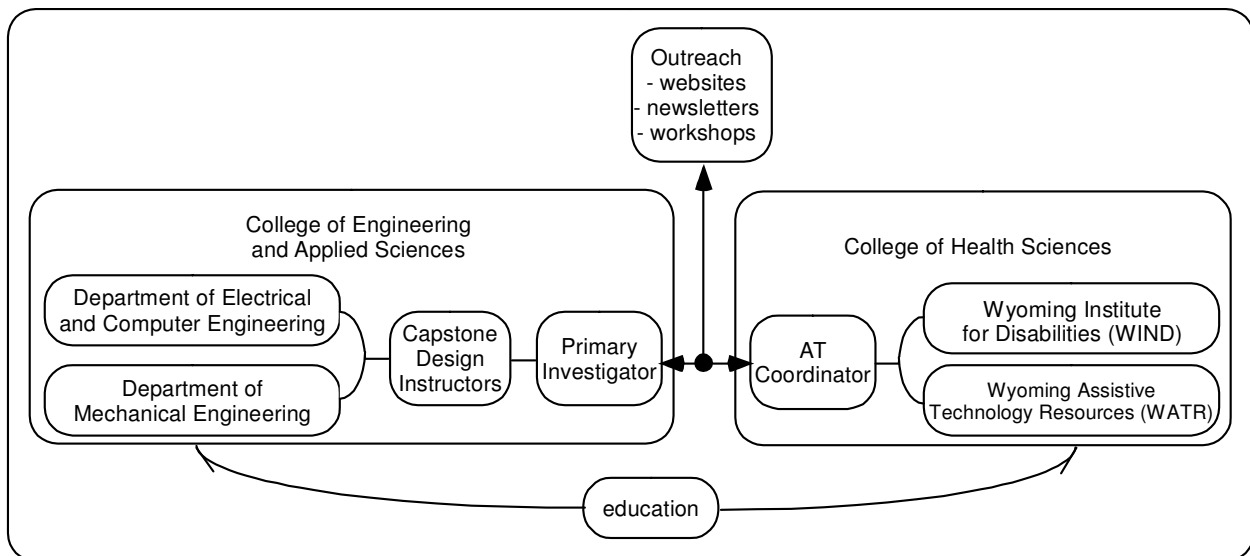 Outreach
- websites
- newsletters
- workshops
College of Engineering
and Applied Sciences
Department of Electrical
and Computer Engineering
Department of
Mechanical Engineering
Capstone
Design
Instructors
Primary
Investigator
College of Health Sciences
AT
Coordinator
Wyoming Institute
for Disabilities (WIND)
Wyoming Assistive
Technology Resources (WATR)
education